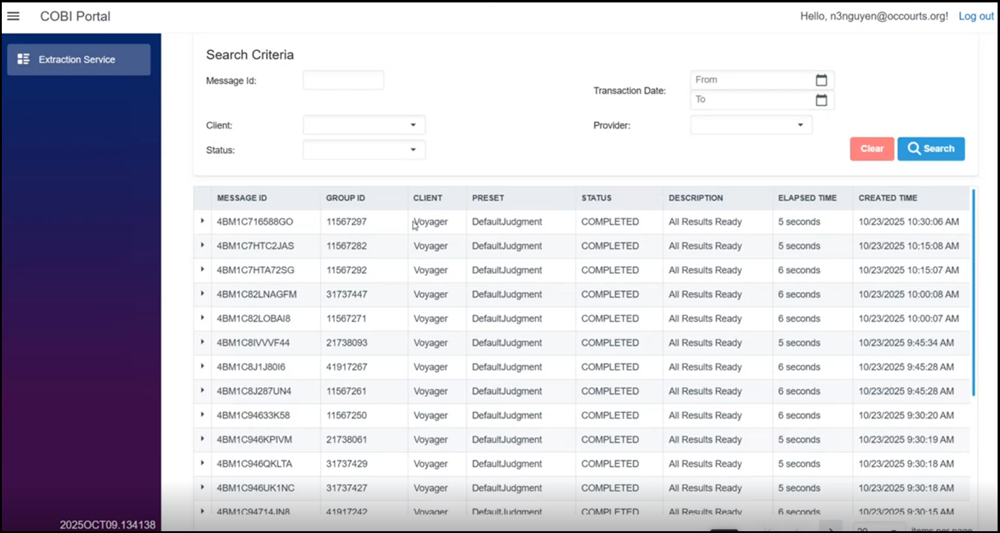 COBI Portal
Hello, n3nguyen@occourts.org! Log out
Extraction Service
Search Criteria
Message Id:
Transaction Date:
From
To
Client:
Provider:
Status:
Clear
Search
MESSAGE ID GROUP ID CLIENT PRESET STATUS DESCRIPTION ELAPSED TIME CREATED TIME
4BM1C716588GO 11567297 Voyager DefaultJudgment COMPLETED All Results Ready 5 seconds 10/23/2025 10:30:06 AM
4BM1C7HTC2JAS 11567282 Voyager DefaultJudgment COMPLETED All Results Ready 5 seconds 10/23/2025 10:15:08 AM
4BM1C7HTA72SG 11567292 Voyager DefaultJudgment COMPLETED All Results Ready 6 seconds 10/23/2025 10:15:07 AM
4BM1C82LNAGFM 31737447 Voyager DefaultJudgment COMPLETED All Results Ready 6 seconds 10/23/2025 10:00:08 AM
4BM1C82LOBAI8 11567271 Voyager DefaultJudgment COMPLETED All Results Ready 6 seconds 10/23/2025 10:00:07 AM
4BM1C8IVVVF44 21738093 Voyager DefaultJudgment COMPLETED All Results Ready 5 seconds 10/23/2025 9:45:34 AM
4BM1C8J1J80I6 41917267 Voyager DefaultJudgment COMPLETED All Results Ready 6 seconds 10/23/2025 9:45:28 AM
4BM1C8J287UN4 11567261 Voyager DefaultJudgment COMPLETED All Results Ready 6 seconds 10/23/2025 9:45:28 AM
4BM1C94633K58 11567250 Voyager DefaultJudgment COMPLETED All Results Ready 6 seconds 10/23/2025 9:30:20 AM
4BM1C946KPIVM 21738061 Voyager DefaultJudgment COMPLETED All Results Ready 5 seconds 10/23/2025 9:30:19 AM
4BM1C946QKLTA 31737429 Voyager DefaultJudgment COMPLETED All Results Ready 5 seconds 10/23/2025 9:30:18 AM
4BM1C946UK1NC 31737427 Voyager DefaultJudgment COMPLETED All Results Ready 5 seconds 10/23/2025 9:30:18 AM
4BM1C94714JN8 41917242 Voyager DefaultJudgment COMPLETED All Results Ready 6 seconds 10/23/2025 9:30:15 AM
2025OCT09.134138
20 items per page